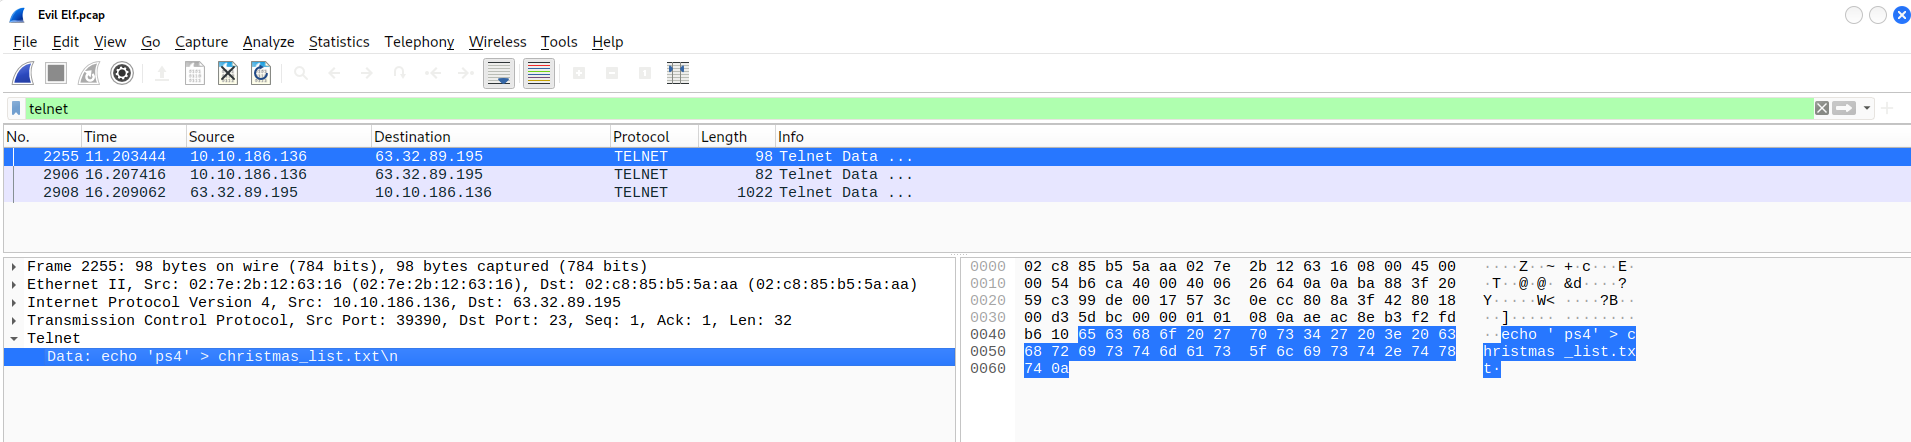 Evil Elf.pcap
File Edit View Go Capture Analyze Statistics Telephony Wireless Tools Help
telnet
No. Time Source Destination Protocol Length Info
2255 11.203444 10.10.186.136 63.32.89.195 TELNET 98 Telnet Data ...
2906 16.207416 10.10.186.136 63.32.89.195 TELNET 82 Telnet Data ...
2908 16.209062 63.32.89.195 10.10.186.136 TELNET 1022 Telnet Data ...
Frame 2255: 98 bytes on wire (784 bits), 98 bytes captured (784 bits)
Ethernet II, Src: 02:7e:2b:12:63:16 (02:7e:2b:12:63:16), Dst: 02:c8:85:b5:5a:aa (02:c8:85:b5:5a:aa)
Internet Protocol Version 4, Src: 10.10.186.136, Dst: 63.32.89.195
Transmission Control Protocol, Src Port: 39390, Dst Port: 23, Seq: 1, Ack: 1, Len: 32
Telnet
Data: echo 'ps4' > christmas_list.txt\n
0000 02 c8 85 b5 5a aa 02 7e 2b 12 63 16 08 00 45 00 ····Z··~ +·c···E·
0010 00 54 b6 ca 40 00 40 06 26 64 0a 0a ba 88 3f 20 ·T··@·@· &d····?
0020 59 c3 99 de 00 17 57 3c 0e cc 80 8a 3f 42 80 18 Y·····W< ····?B··
0030 00 d3 5d bc 00 00 01 01 08 0a ae ac 8e b3 f2 fd ··]····· ········
0040 b6 10 65 63 68 6f 20 27 70 73 34 27 20 3e 20 63 ··echo ' ps4' > c
0050 68 72 69 73 74 6d 61 73 5f 6c 69 73 74 2e 74 78 hristmas _list.tx
0060 74 0a t·